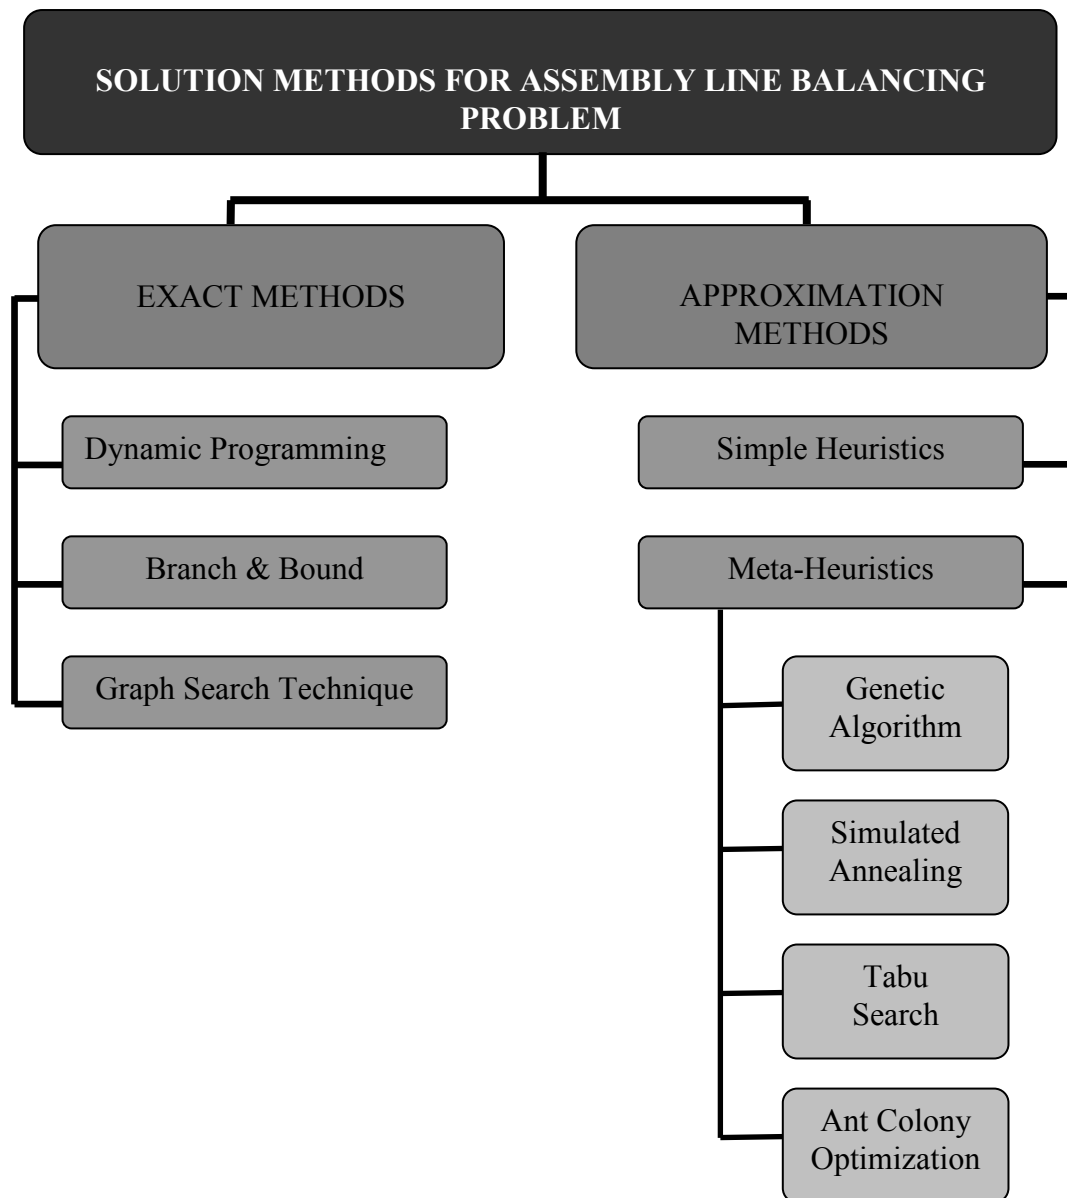 SOLUTION METHODS FOR ASSEMBLY LINE BALANCING
PROBLEM
EXACT METHODS
Dynamic Programming
Branch & Bound
Graph Search Technique
APPROXIMATION
METHODS
Simple Heuristics
Meta-Heuristics
Genetic
Algorithm
Simulated
Annealing
Tabu
Search
Ant Colony
Optimization